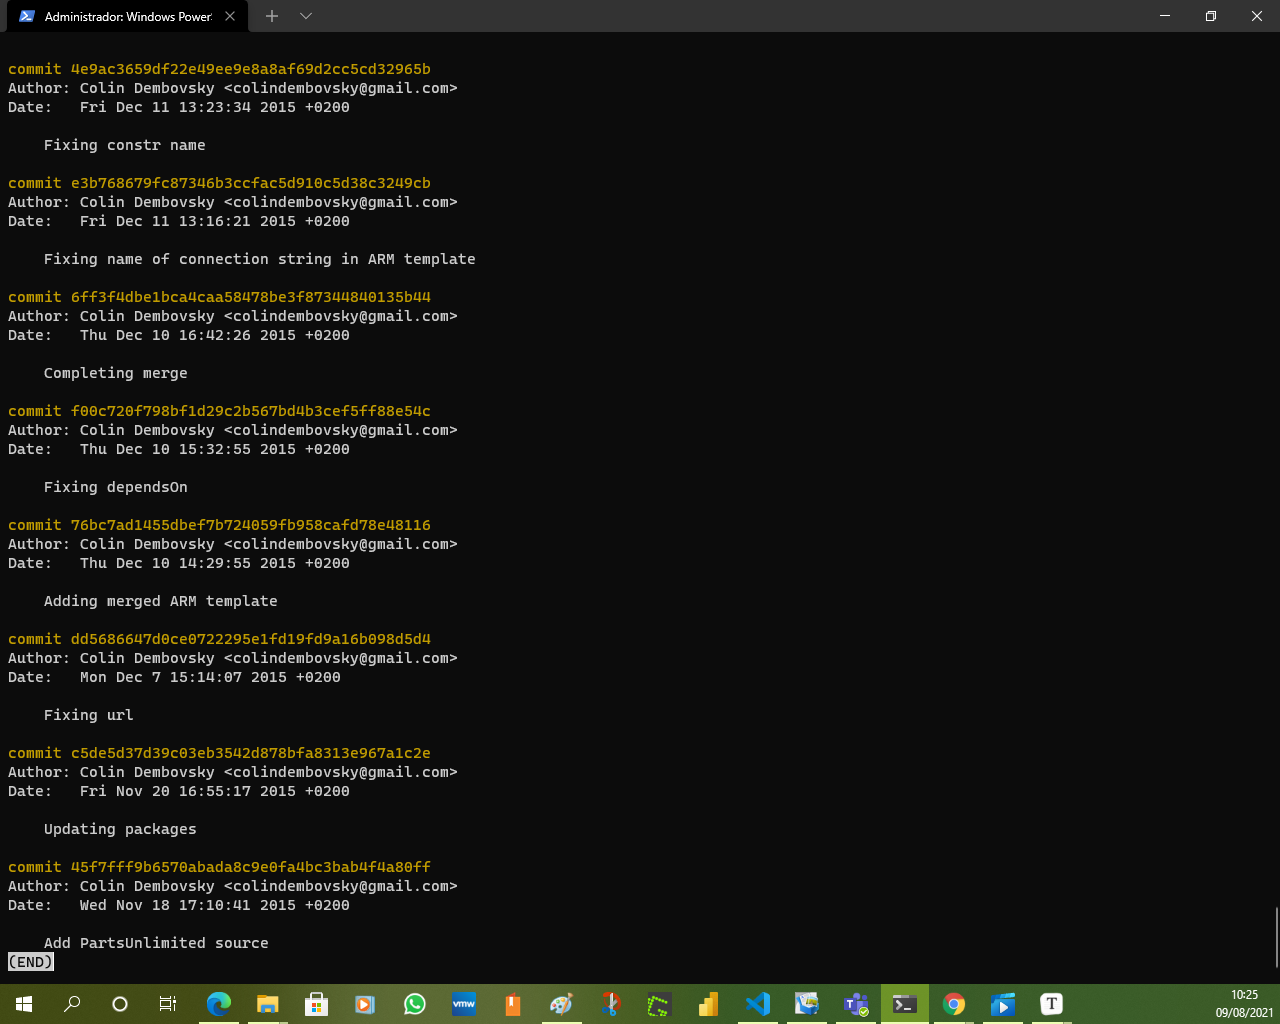 Administrador: Windows Power
commit 4e9ac3659df22e49ee9e8a8af69d2cc5cd32965b
Author: Colin Dembovsky <colindembovsky@gmail.com>
Date:   Fri Dec 11 13:23:34 2015 +0200
Fixing constr name
commit e3b768679fc87346b3ccfac5d910c5d38c3249cb
Author: Colin Dembovsky <colindembovsky@gmail.com>
Date:   Fri Dec 11 13:16:21 2015 +0200
Fixing name of connection string in ARM template
commit 6ff3f4dbe1bca4caa58478be3f87344840135b44
Author: Colin Dembovsky <colindembovsky@gmail.com>
Date:   Thu Dec 10 16:42:26 2015 +0200
Completing merge
commit f00c720f798bf1d29c2b567bd4b3cef5ff88e54c
Author: Colin Dembovsky <colindembovsky@gmail.com>
Date:   Thu Dec 10 15:32:55 2015 +0200
Fixing dependsOn
commit 76bc7ad1455dbef7b724059fb958cafd78e48116
Author: Colin Dembovsky <colindembovsky@gmail.com>
Date:   Thu Dec 10 14:29:55 2015 +0200
Adding merged ARM template
commit dd5686647d0ce0722295e1fd19fd9a16b098d5d4
Author: Colin Dembovsky <colindembovsky@gmail.com>
Date:   Mon Dec 7 15:14:07 2015 +0200
Fixing url
commit c5de5d37d39c03eb3542d878bfa8313e967a1c2e
Author: Colin Dembovsky <colindembovsky@gmail.com>
Date:   Fri Nov 20 16:55:17 2015 +0200
Updating packages
commit 45f7fff9b6570abada8c9e0fa4bc3bab4f4a80ff
Author: Colin Dembovsky <colindembovsky@gmail.com>
Date:   Wed Nov 18 17:10:41 2015 +0200
Add PartsUnlimited source
(END)
vmw
T
10:25
09/08/2021